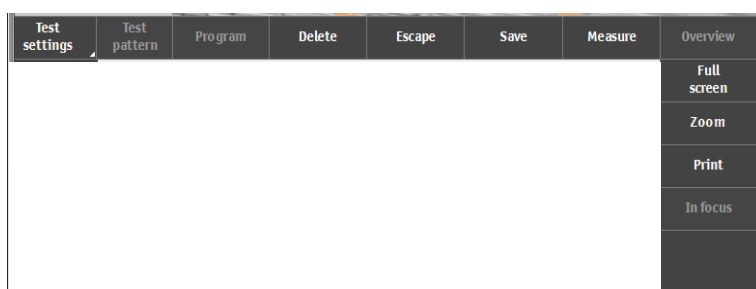 Test
settings
Test
pattern
Program
Delete
Escape
Save
Measure
Overview
Full
screen
Zoom
Print
In focus